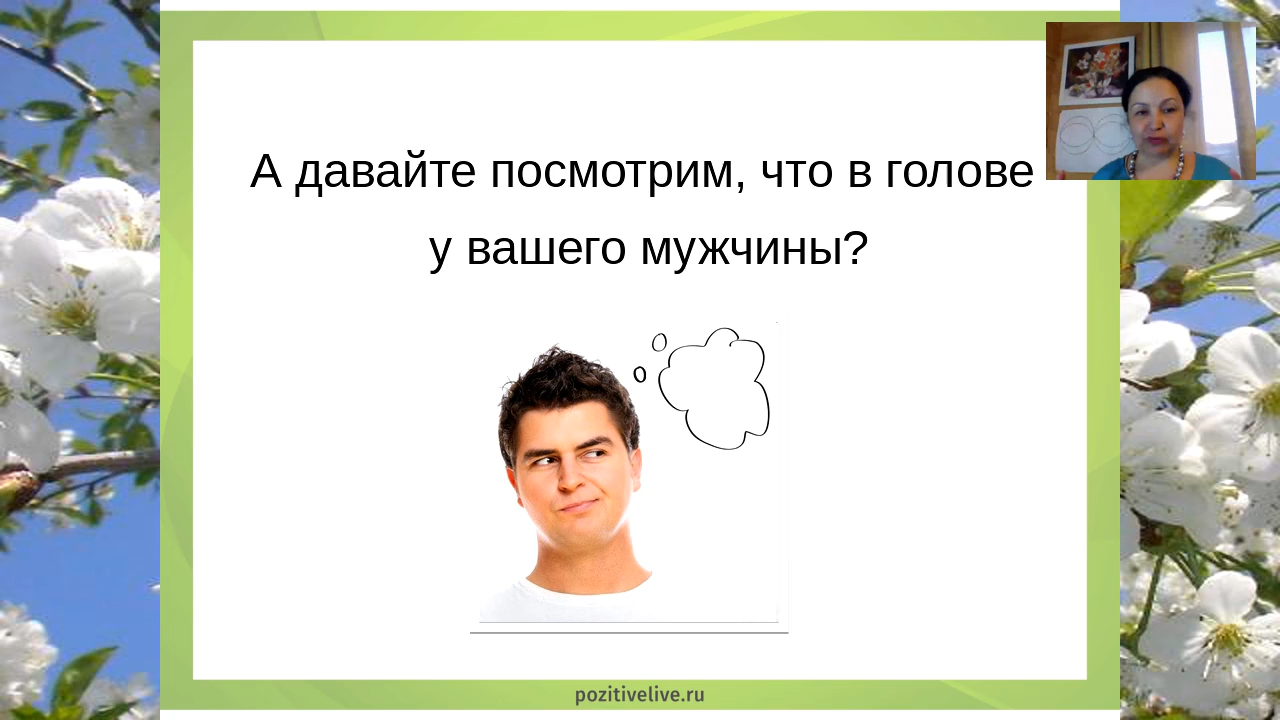 А давайте посмотрим, что в голове
у вашего мужчины?
pozitivelive.ru